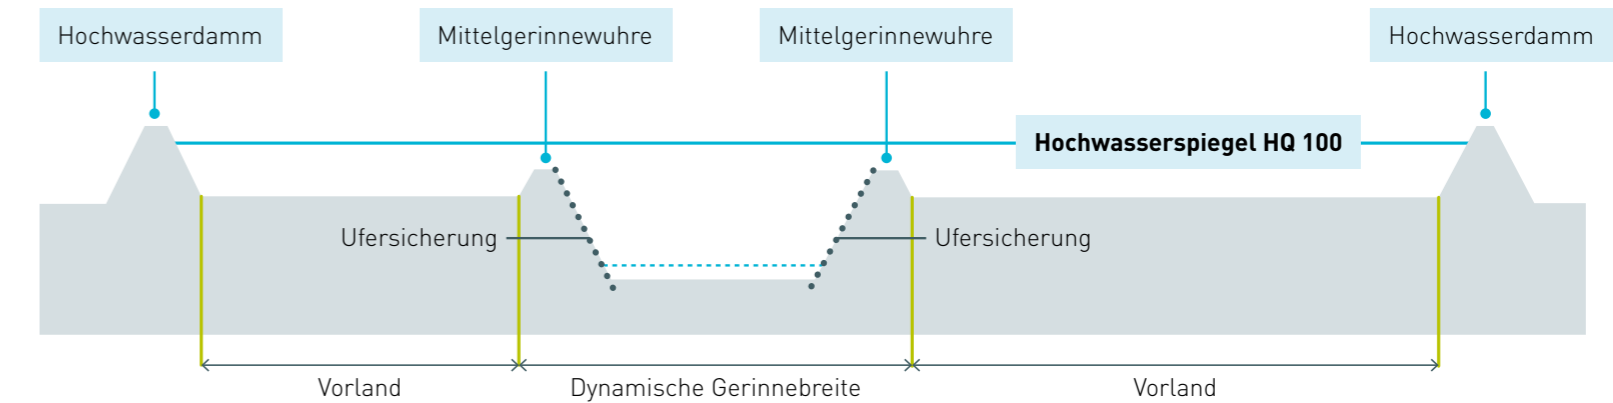 Hochwasserdamm
Mittelgerinnewuhre
Mittelgerinnewuhre
Hochwasserdamm
Hochwasserspiegel HQ 100
Ufersicherung
Ufersicherung
Vorland
Dynamische Gerinnebreite
Vorland